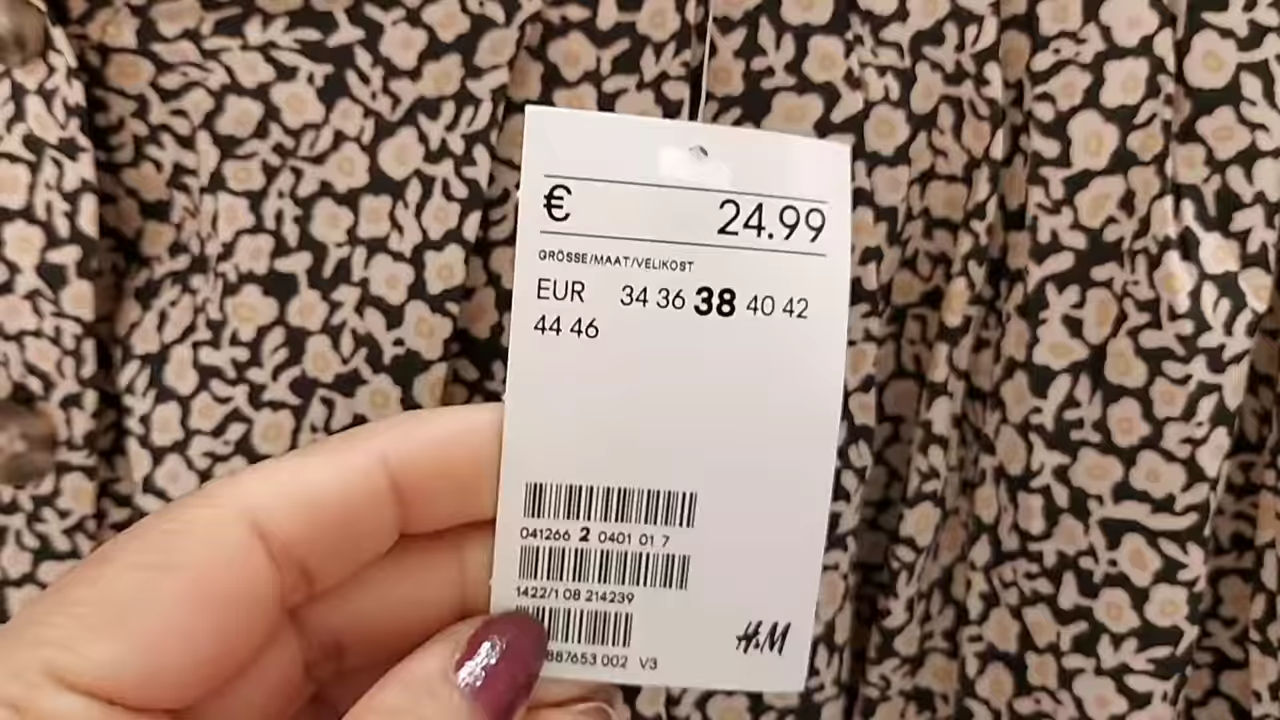 € 24.99
GRÖSSE/MAAT/VELIKOST
EUR 34 36 38 40 42
44 46
041266 2 0401 01 7
1422/1 08 214239
887653 002 V3
H&M